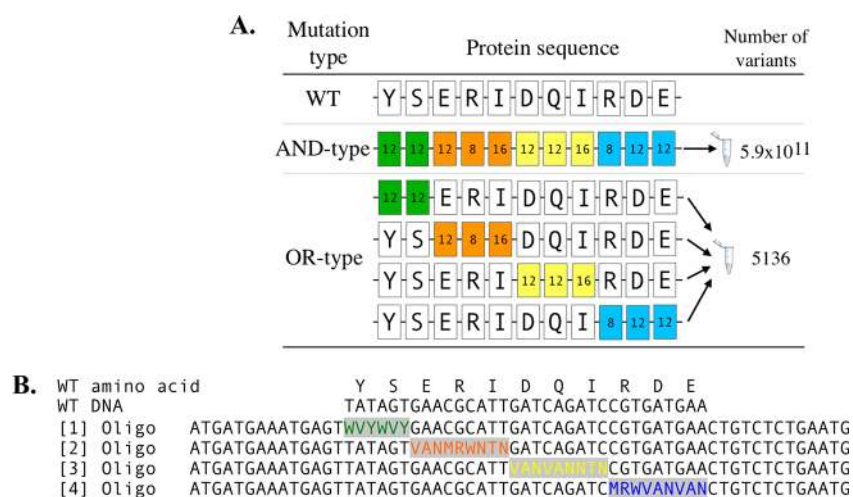 A.
Mutation type
Protein sequence
Number of variants
WT -Y-S-E-R-I-D-Q-I-R-D-E-
AND-type 12 12 12 8 16 12 12 16 8 12 12 5.9x10^11
12 12 E R I D Q I R D E
Y S 12 8 16 D Q I R D E
OR-type 5136
Y S E R I 12 12 16 R D E
Y S E R I D Q I 8 12 12
B.
WT amino acid Y S E R I D Q I R D E
WT DNA TATAGTGAACGCATTGATCAGATCCGTGATGAA
[1] Oligo ATGATGAAATGAGTWVYWVYGAACGCATTGATCAGATCCGTGATGAACTGTCTCTGAATG
[2] Oligo ATGATGAAATGAGTTATAGTVANMRWNTNGATCAGATCCGTGATGAACTGTCTCTGAATG
[3] Oligo ATGATGAAATGAGTTATAGTGAACGCATTVANVANNTNCGTGATGAACTGTCTCTGAATG
[4] Oligo ATGATGAAATGAGTTATAGTGAACGCATTGATCAGATCMRWVANVANCTGTCTCTGAATG